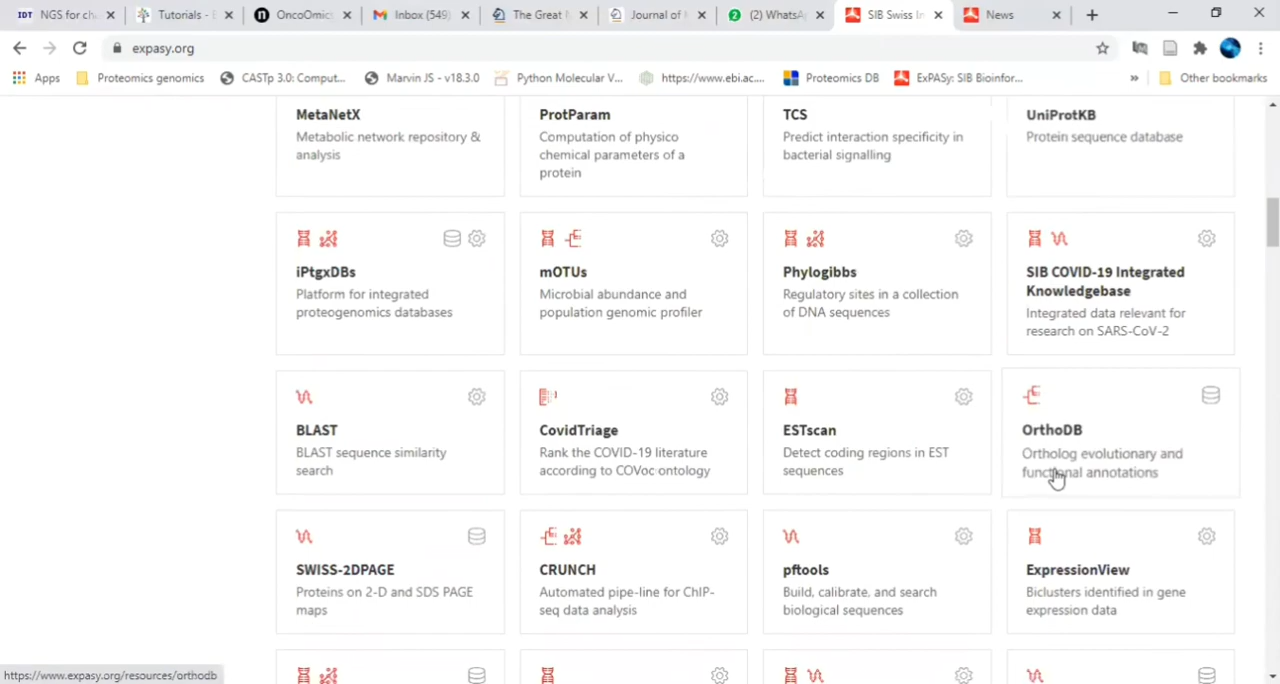 IDT NGS for ch
Tutorials - E
OncoOmics
Inbox (549)
The Great
Journal of
2 (2) WhatsA
SIB Swiss In
News
expasy.org
Apps
Proteomics genomics
CASTp 3.0: Comput...
Marvin JS - v18.3.0
Python Molecular V...
https://www.ebi.ac....
Proteomics DB
ExPASy: SIB Bioinfor...
»
Other bookmarks
MetaNetX
Metabolic network repository &
analysis
ProtParam
Computation of physico
chemical parameters of a
protein
TCS
Predict interaction specificity in
bacterial signalling
UniProtKB
Protein sequence database
iPtgxDBs
Platform for integrated
proteogenomics databases
mOTUs
Microbial abundance and
population genomic profiler
Phylogibbs
Regulatory sites in a collection
of DNA sequences
SIB COVID-19 Integrated
Knowledgebase
Integrated data relevant for
research on SARS-CoV-2
BLAST
BLAST sequence similarity
search
CovidTriage
Rank the COVID-19 literature
according to COVoc ontology
ESTscan
Detect coding regions in EST
sequences
OrthoDB
Ortholog evolutionary and
functional annotations
SWISS-2DPAGE
Proteins on 2-D and SDS PAGE
maps
CRUNCH
Automated pipe-line for ChIP-
seq data analysis
pftools
Build, calibrate, and search
biological sequences
ExpressionView
Biclusters identified in gene
expression data
https://www.expasy.org/resources/orthodb